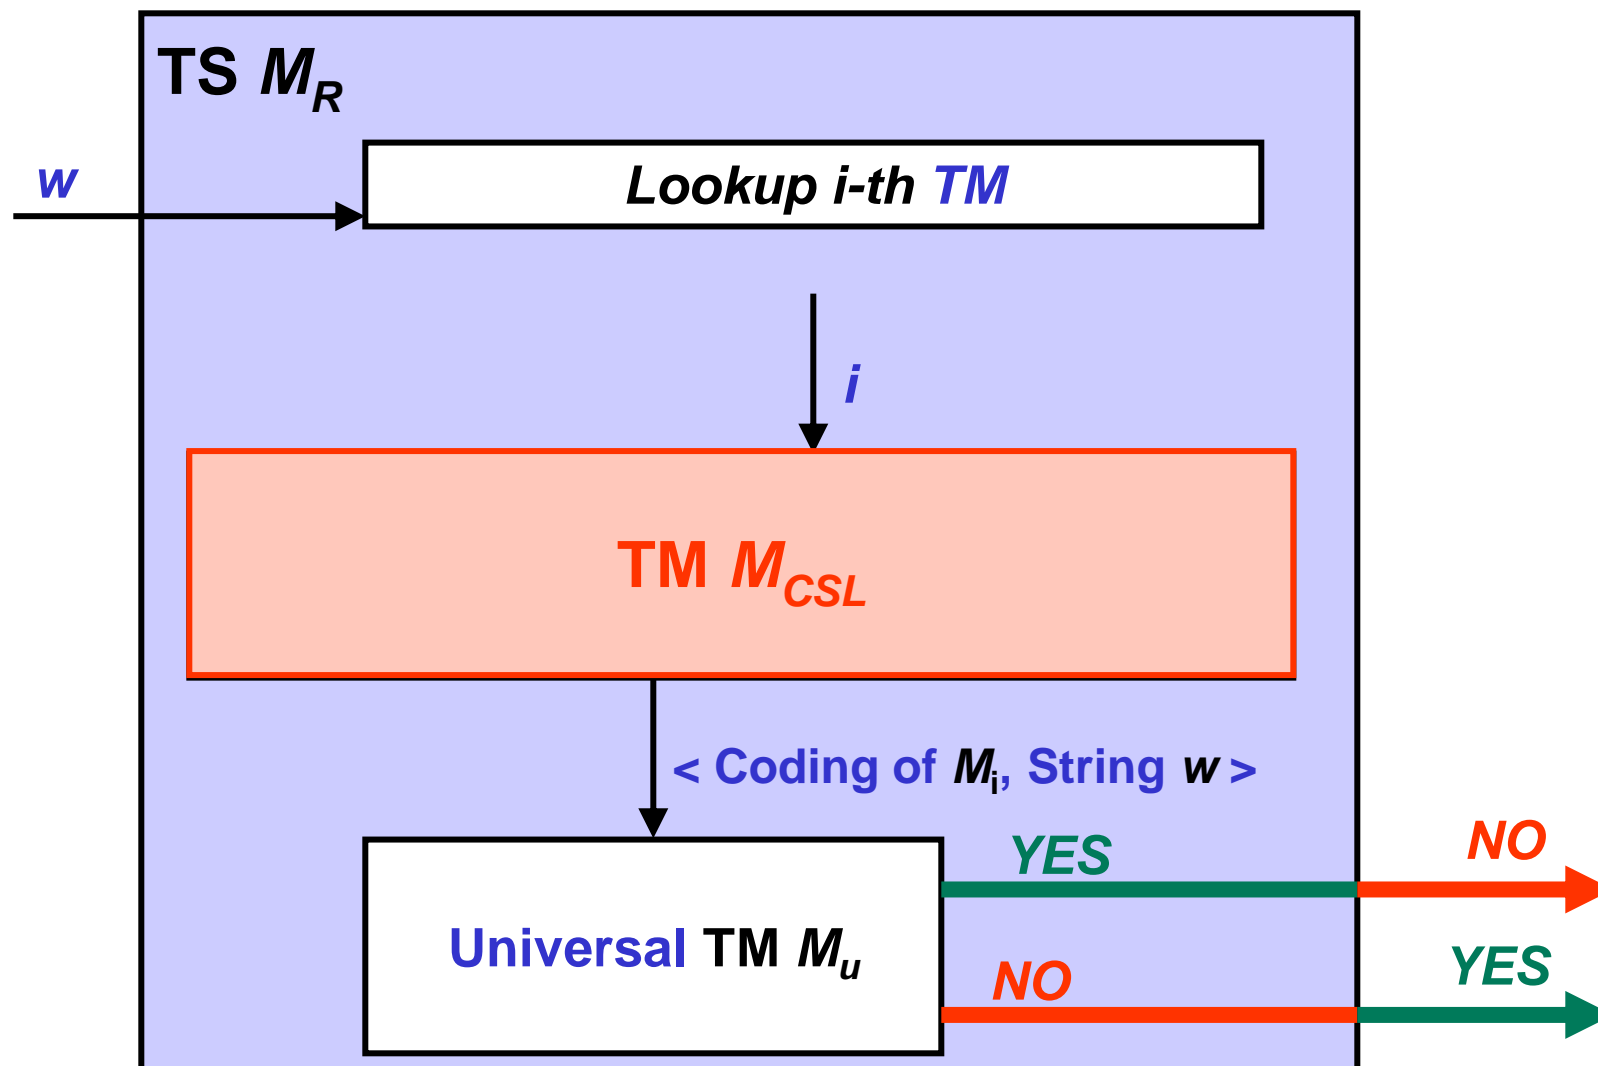 TS M_R
w
Lookup i-th TM
i
TM M_CSL
< Coding of M_i, String w >
YES
NO
Universal TM M_u
NO
YES